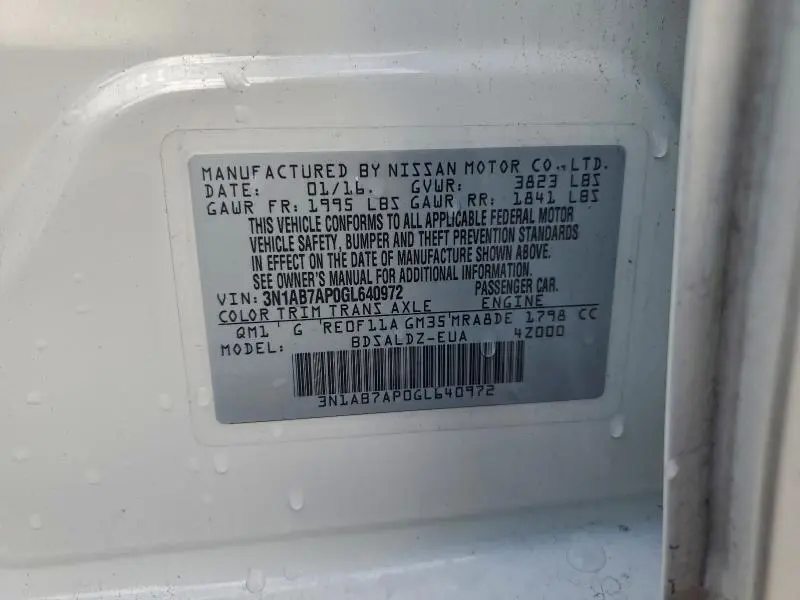 MANUFACTURED BY NISSAN MOTOR CO., LTD.
DATE: 01/16. GVWR: 3823 LBS
GAWR FR: 1995 LBS GAWR RR: 1841 LBS
THIS VEHICLE CONFORMS TO ALL APPLICABLE FEDERAL MOTOR
VEHICLE SAFETY, BUMPER AND THEFT PREVENTION STANDARDS
IN EFFECT ON THE DATE OF MANUFACTURE SHOWN ABOVE.
SEE OWNER'S MANUAL FOR ADDITIONAL INFORMATION.
VIN: 3N1AB7AP0GL640972 PASSENGER CAR.
COLOR TRIM TRANS AXLE ENGINE
QM1 ' G 'RE0F11A GM35'MRA8DE 1798 CC
MODEL: BDSALDZ-EUA 4Z000
3N1AB7AP0GL640972